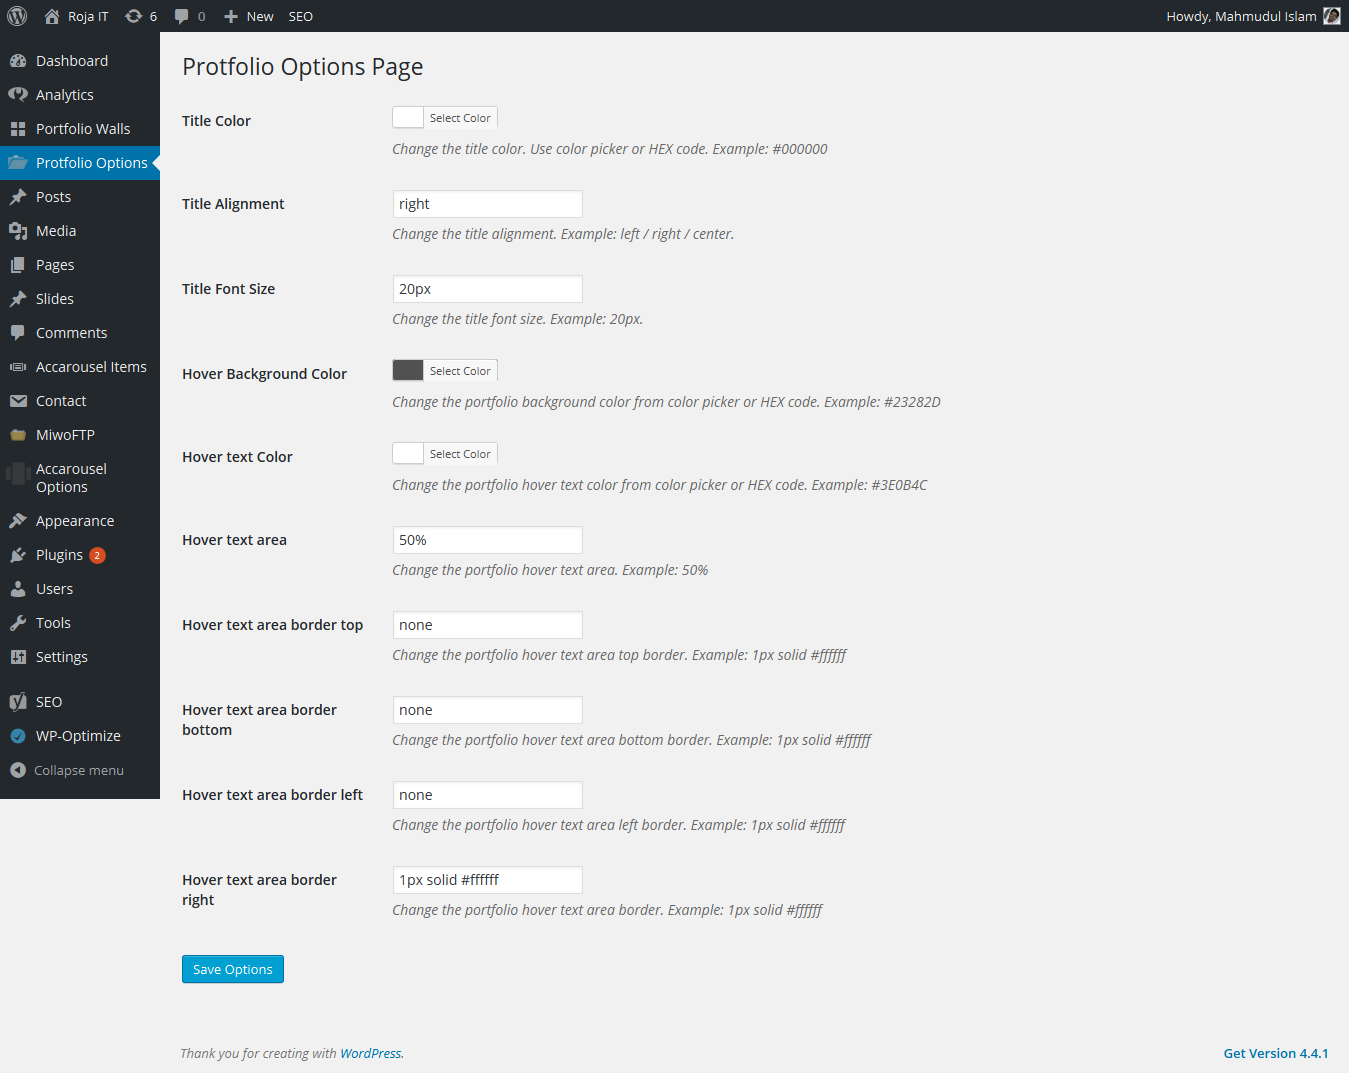 Roja IT 6 0 New SEO Howdy, Mahmudul Islam
Dashboard
Analytics
Portfolio Walls
Protfolio Options
Posts
Media
Pages
Slides
Comments
Accarousel Items
Contact
MiwoFTP
Accarousel
Options
Appearance
Plugins 2
Users
Tools
Settings
SEO
WP-Optimize
Collapse menu
Protfolio Options Page
Title Color
Select Color
Change the title color. Use color picker or HEX code. Example: #000000
Title Alignment
right
Change the title alignment. Example: left / right / center.
Title Font Size
20px
Change the title font size. Example: 20px.
Hover Background Color
Select Color
Change the portfolio background color from color picker or HEX code. Example: #23282D
Hover text Color
Select Color
Change the portfolio hover text color from color picker or HEX code. Example: #3E0B4C
Hover text area
50%
Change the portfolio hover text area. Example: 50%
Hover text area border top
none
Change the portfolio hover text area top border. Example: 1px solid #ffffff
Hover text area border
bottom
none
Change the portfolio hover text area bottom border. Example: 1px solid #ffffff
Hover text area border left
none
Change the portfolio hover text area left border. Example: 1px solid #ffffff
Hover text area border
right
1px solid #ffffff
Change the portfolio hover text area border. Example: 1px solid #ffffff
Save Options
Thank you for creating with WordPress.
Get Version 4.4.1